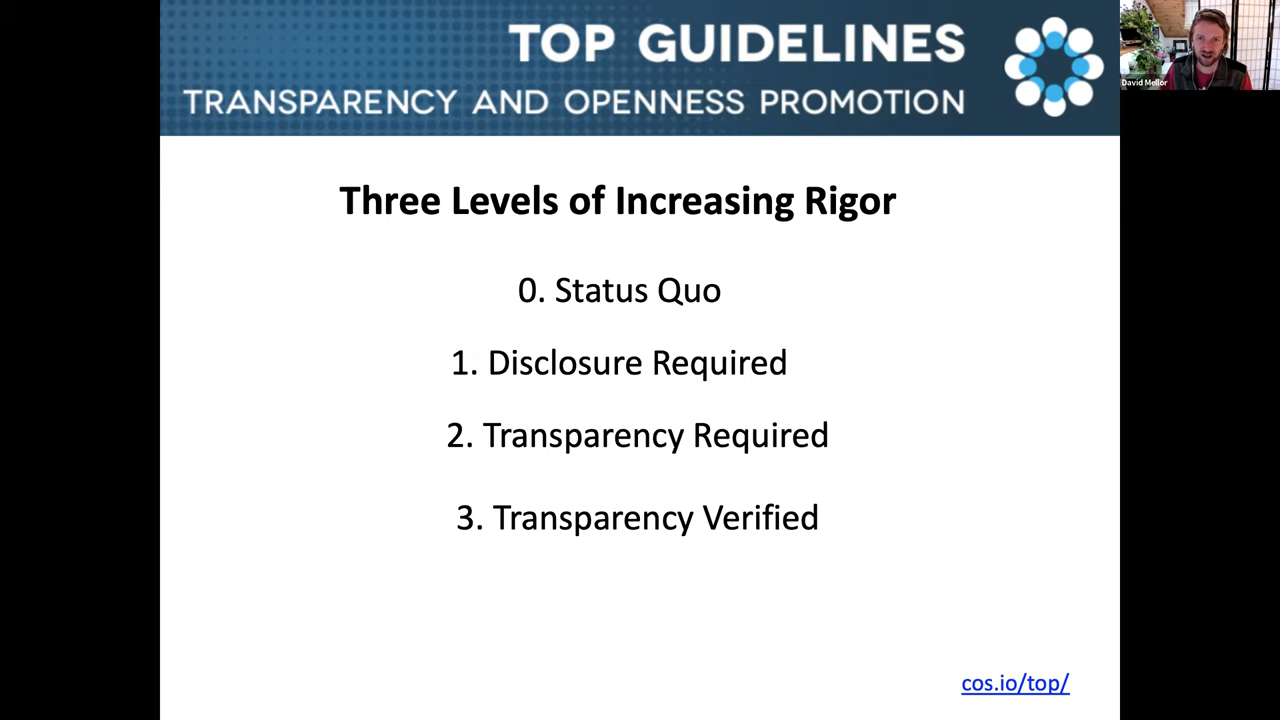 TOP GUIDELINES
TRANSPARENCY AND OPENNESS PROMOTION
David Mellor
Three Levels of Increasing Rigor
0. Status Quo
1. Disclosure Required
2. Transparency Required
3. Transparency Verified
cos.io/top/